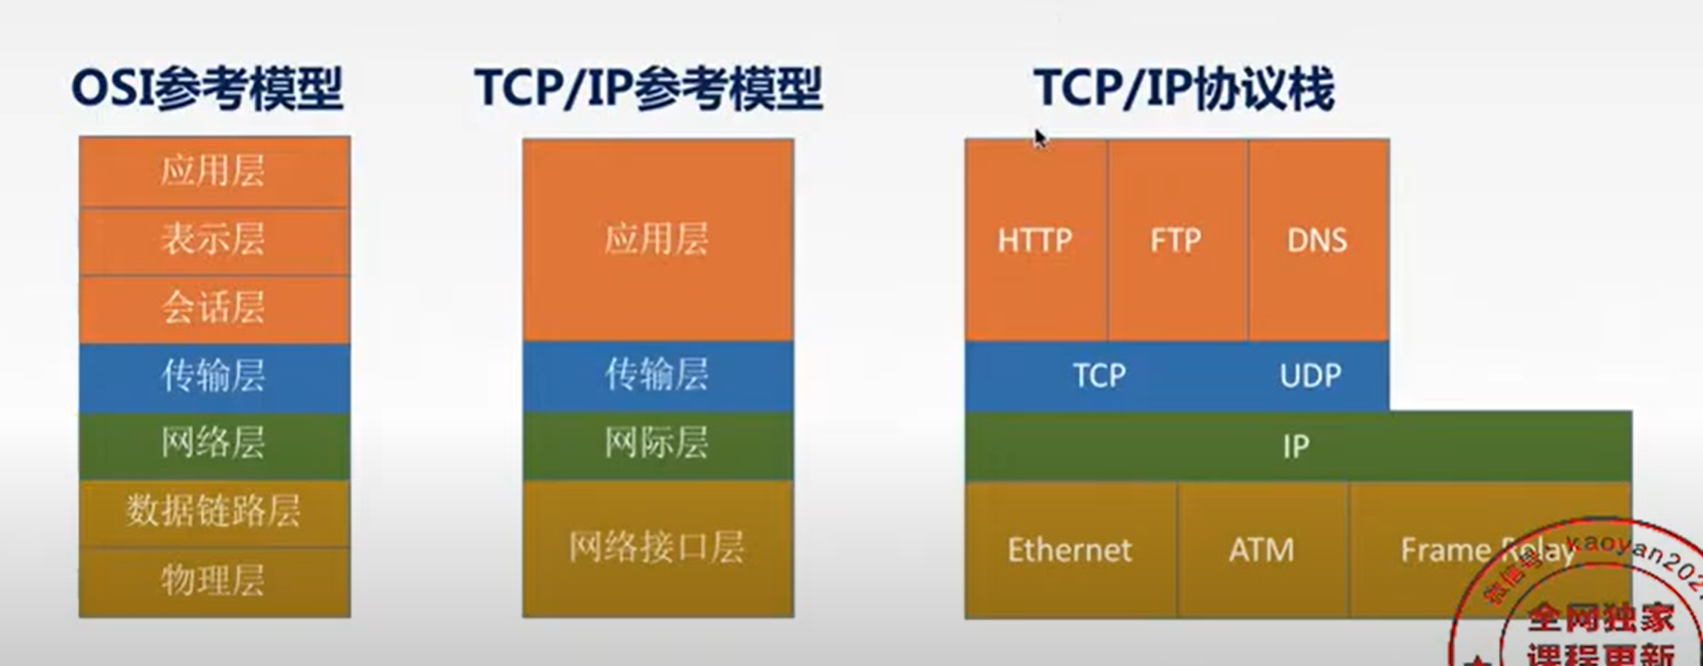 OSI参考模型
应用层
表示层
会话层
传输层
网络层
数据链路层
物理层
TCP/IP参考模型
应用层
传输层
网际层
网络接口层
TCP/IP协议栈
HTTP FTP DNS
TCP UDP
IP
Ethernet ATM Frame Relay
微信号 kaoyan202
全网独家
课程更新